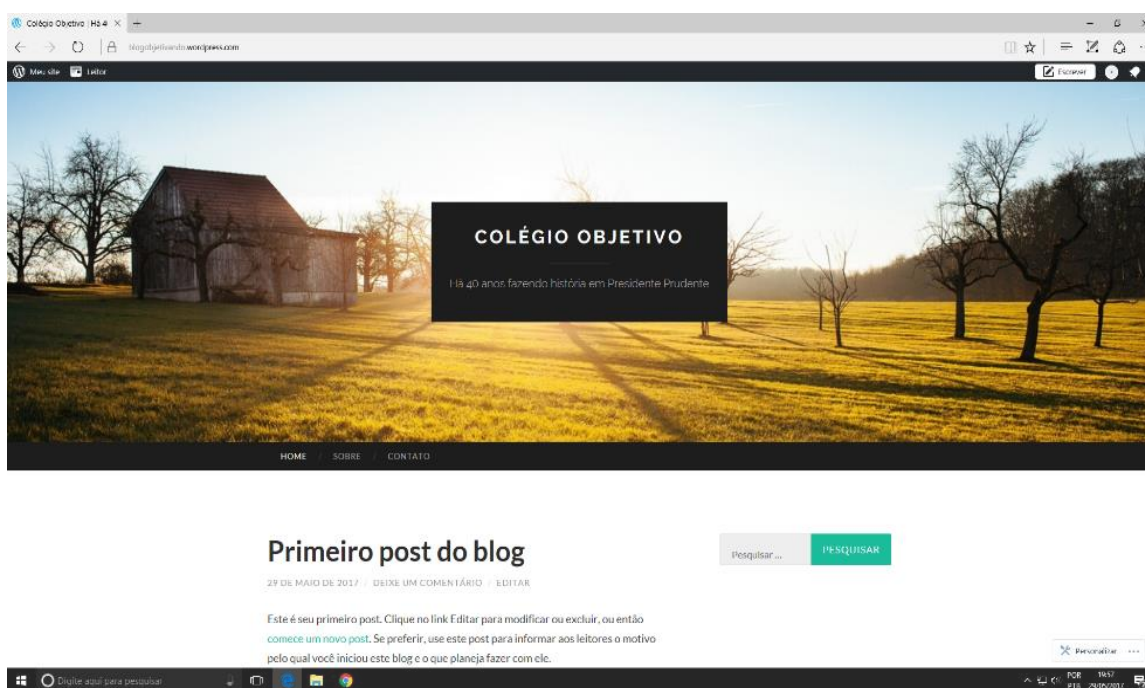 Colégio Objetivo | Há 4
blogobjetivando.wordpress.com
Meu site Leitor
Escrever
COLÉGIO OBJETIVO
Há 40 anos fazendo história em Presidente Prudente
HOME / SOBRE / CONTATO
Primeiro post do blog
29 DE MAIO DE 2017 / DEIXE UM COMENTÁRIO / EDITAR
Este é seu primeiro post. Clique no link Editar para modificar ou excluir, ou então
comece um novo post. Se preferir, use este post para informar aos leitores o motivo
pelo qual você iniciou este blog e o que planeja fazer com ele.
Pesquisar ...
PESQUISAR
Personalizar
Digite aqui para pesquisar
POR
PTB
19:57
29/05/2017